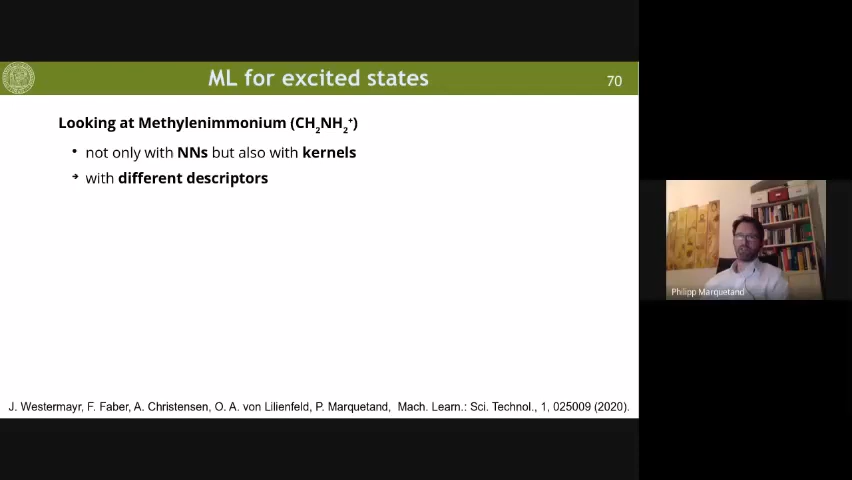 ML for excited states
70
Looking at Methylenimmonium (CH₂NH₂⁺)
• not only with NNs but also with kernels
→ with different descriptors
Philipp Marquetand
J. Westermayr, F. Faber, A. Christensen, O. A. von Lilienfeld, P. Marquetand, Mach. Learn.: Sci. Technol., 1, 025009 (2020).